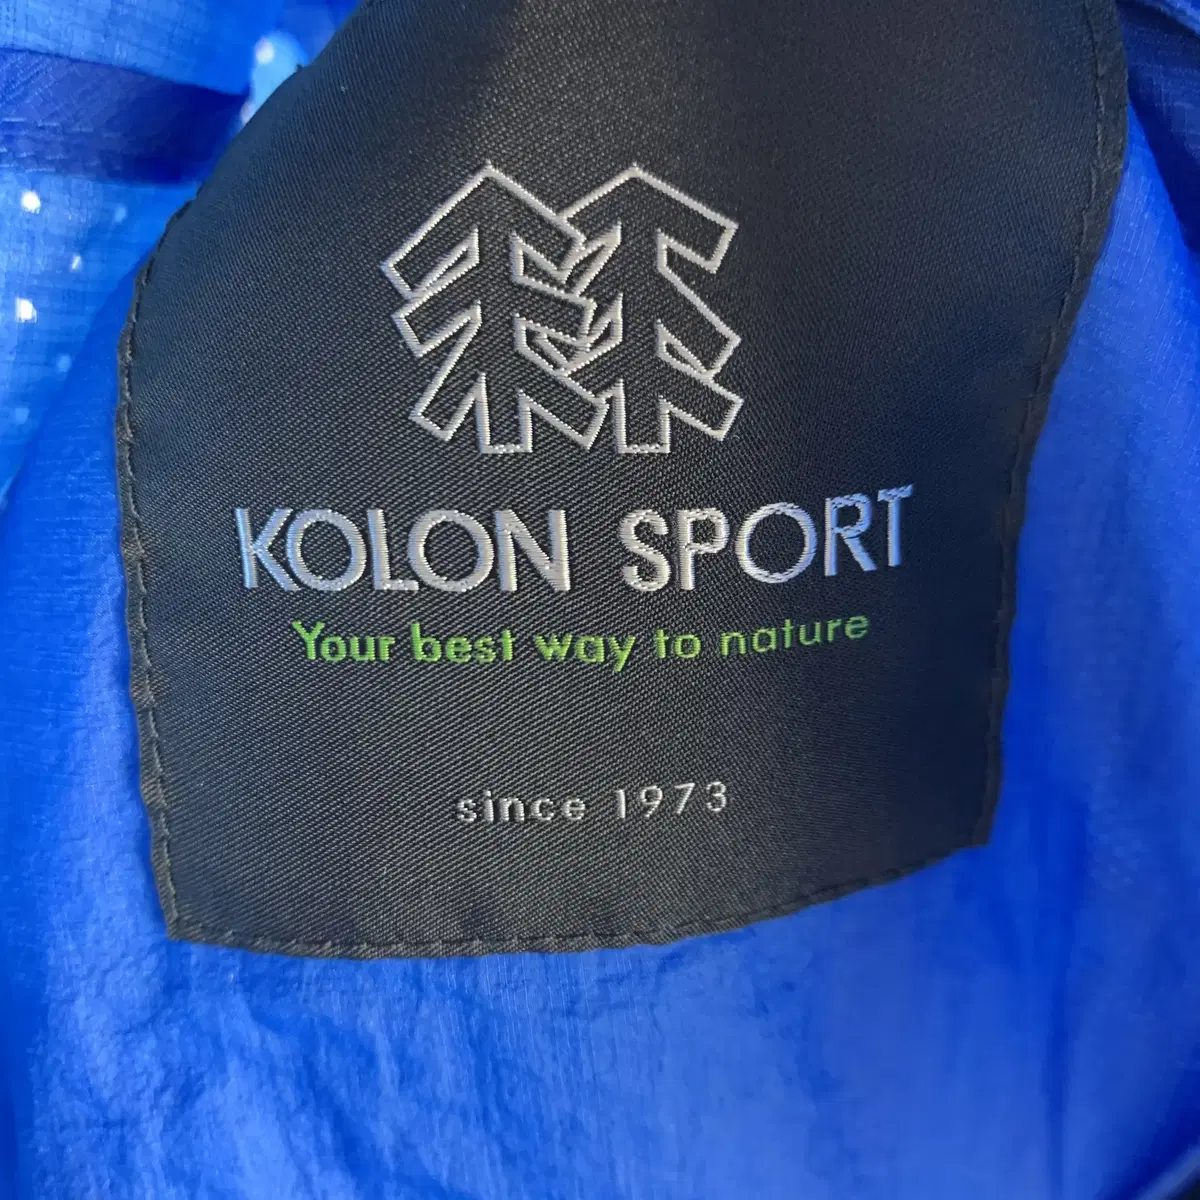 KOLON SPORT
Your best way to nature
since 1973